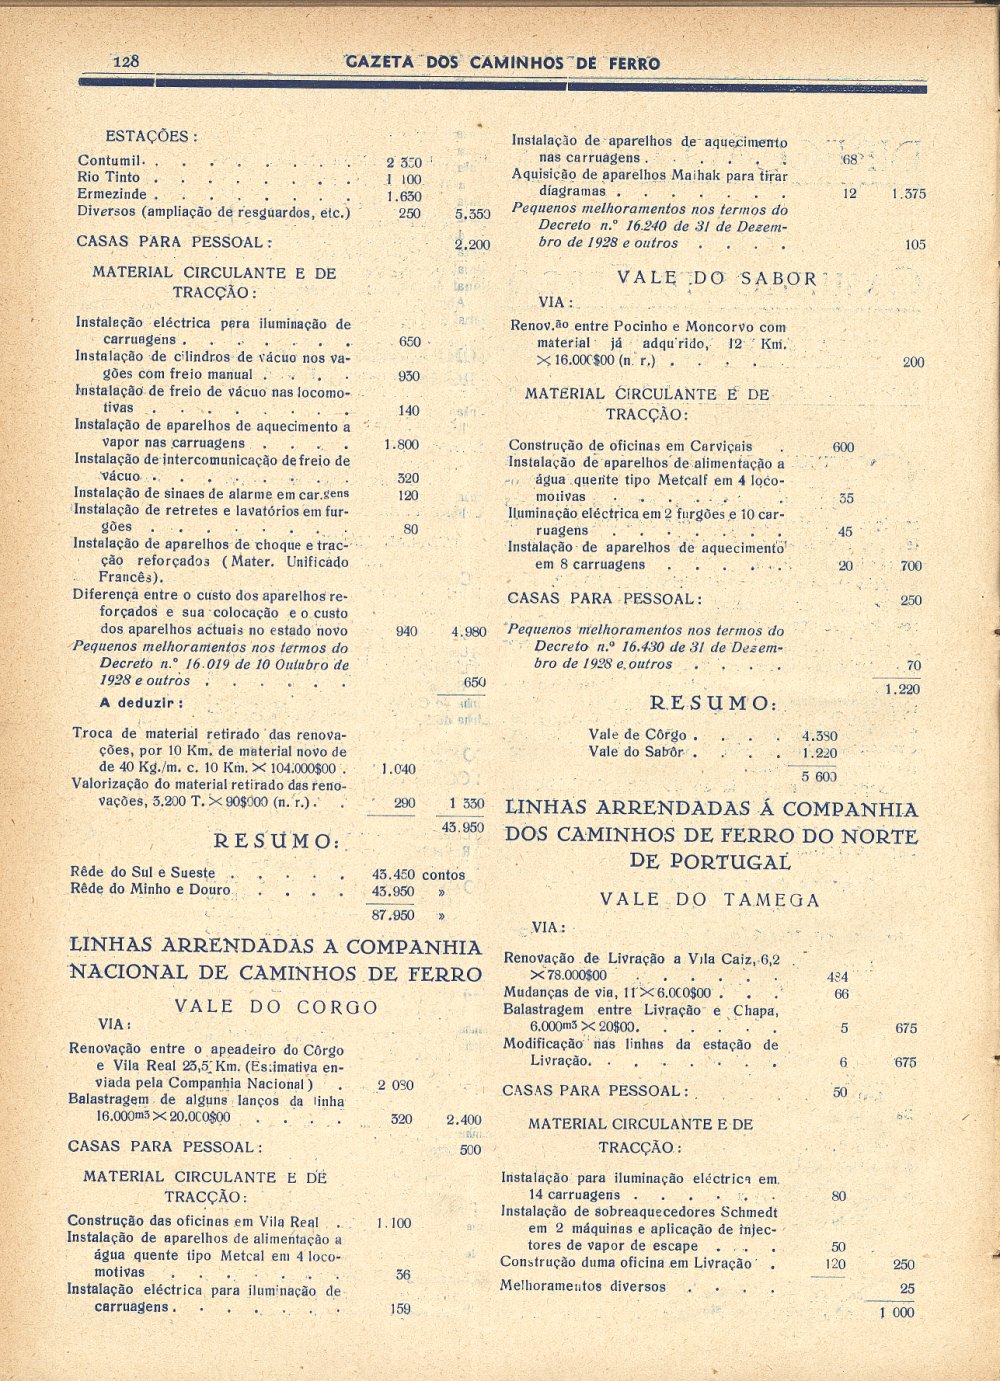 128
GAZETA DOS CAMINHOS DE FERRO
ESTAÇÕES :
Contumil. . . . . . . . . 2 350
Rio Tinto . . . . . . . . 1 100
Ermezinde . . . . . . . . 1.630
Diversos (ampliação de resguardos, etc.) 250 5.350
CASAS PARA PESSOAL : 2.200
MATERIAL CIRCULANTE E DE
TRACÇÃO :
Instalação eléctrica para iluminação de
carruagens . . . . . . . 650
Instalação de cilindros de vácuo nos va-
gões com freio manual . . . . 930
Instalação de freio de vácuo nas locomo-
tivas . . . . . . . . 140
Instalação de aparelhos de aquecimento a
vapor nas carruagens . . . . 1.800
Instalação de intercomunicação de freio de
vácuo . . . . . . . . 320
Instalação de sinaes de alarme em car.gens 120
Instalação de retretes e lavatórios em fur-
gões . . . . . . . . 80
Instalação de aparelhos de choque e trac-
ção reforçados (Mater. Unificado
Francês).
Diferença entre o custo dos aparelhos re-
forçados e sua colocação e o custo
dos aparelhos actuais no estado novo 940 4.980
Pequenos melhoramentos nos termos do
Decreto n.º 16.019 de 10 Outubro de
1928 e outros . . . . . . 650
A deduzir :
Troca de material retirado das renova-
ções, por 10 Km. de material novo de
de 40 Kg./m. c. 10 Km. × 104.000$00 . 1.040
Valorização do material retirado das reno-
vações, 3.200 T. × 90$000 (n. r.) . . 290 1 330
43.950
RESUMO:
Rêde do Sul e Sueste . . . . . 43.450 contos
Rêde do Minho e Douro . . . . 43.950 »
87.950 »
LINHAS ARRENDADAS A COMPANHIA
NACIONAL DE CAMINHOS DE FERRO
VALE DO CORGO
VIA :
Renovação entre o apeadeiro do Côrgo
e Vila Real 23,5 Km. (Estimativa en-
viada pela Companhia Nacional) . 2 080
Balastragem de alguns lanços da linha
16.000m3 × 20.000$00 . . . . 320 2.400
CASAS PARA PESSOAL : 500
MATERIAL CIRCULANTE E DE
TRACÇÃO :
Construção das oficinas em Vila Real . 1.100
Instalação de aparelhos de alimentação a
água quente tipo Metcal em 4 loco-
motivas . . . . . . . 36
Instalação eléctrica para iluminação de
carruagens . . . . . . . 159
Instalação de aparelhos de aquecimento
nas carruagens . . . . . . 68
Aquisição de aparelhos Maihak para tirar
díagramas . . . . . . . 12 1.375
Pequenos melhoramentos nos termos do
Decreto n.º 16.240 de 31 de Dezem-
bro de 1928 e outros . . . . 105
VALE DO SABOR
VIA :
Renov.ão entre Pocinho e Moncorvo com
material já adquirido, 12 Km.
× 16.000$00 (n. r.) . . . . . 200
MATERIAL CIRCULANTE E DE
TRACÇÃO :
Construção de oficinas em Carviçais . 600
Instalação de aparelhos de alimentação a
água quente tipo Metcalf em 4 loco-
motivas . . . . . . . 35
Iluminação eléctrica em 2 furgões e 10 car-
ruagens . . . . . . . 45
Instalação de aparelhos de aquecimento
em 8 carruagens . . . . . 20 700
CASAS PARA PESSOAL : 250
Pequenos melhoramentos nos termos do
Decreto n.º 16.430 de 31 de Dezem-
bro de 1928 e outros . . . . 70
1.220
RESUMO:
Vale de Côrgo . . . . 4.380
Vale do Sabôr . . . . 1.220
5 600
LINHAS ARRENDADAS Á COMPANHIA
DOS CAMINHOS DE FERRO DO NORTE
DE PORTUGAL
VALE DO TAMEGA
VIA :
Renovação de Livração a Vila Caiz, 6,2
× 78.000$00 . . . . . . 484
Mudanças de via, 11 × 6.000$00 . . . 66
Balastragem entre Livração e Chapa,
6.000m3 × 20$00. . . . . . 5 675
Modificação nas linhas da estação de
Livração. . . . . . . . 6 675
CASAS PARA PESSOAL : 50
MATERIAL CIRCULANTE E DE
TRACÇÃO :
Instalação para iluminação eléctrica em
14 carruagens . . . . . . 80
Instalação de sobreaquecedores Schmedt
em 2 máquinas e aplicação de injec-
tores de vapor de escape . . . 50
Construção duma oficina em Livração . 120 250
Melhoramentos diversos . . . . 25
1 000